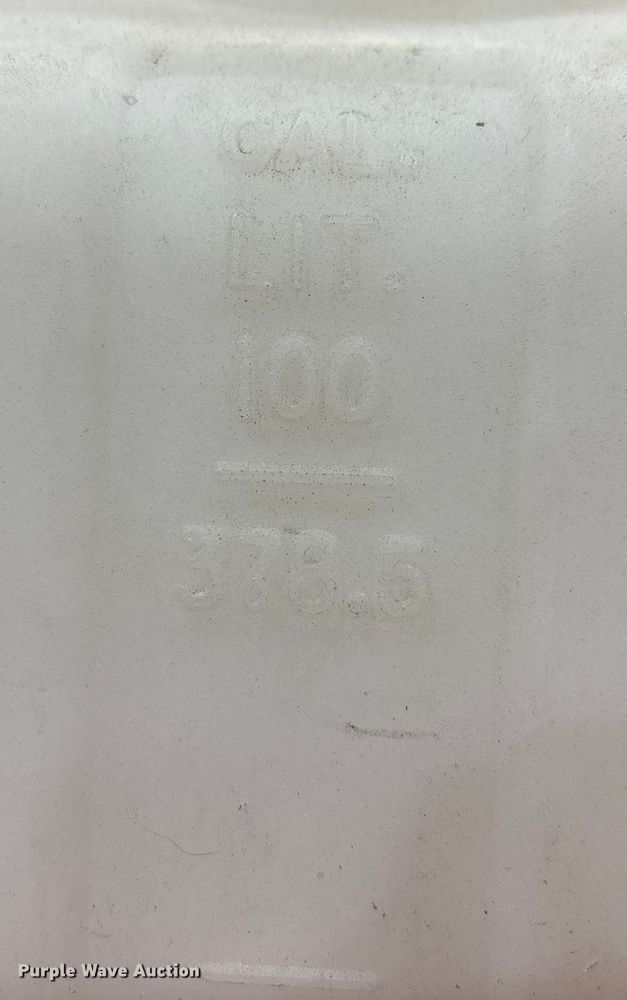 GAL.
LIT.
100
378.5
Purple Wave Auction